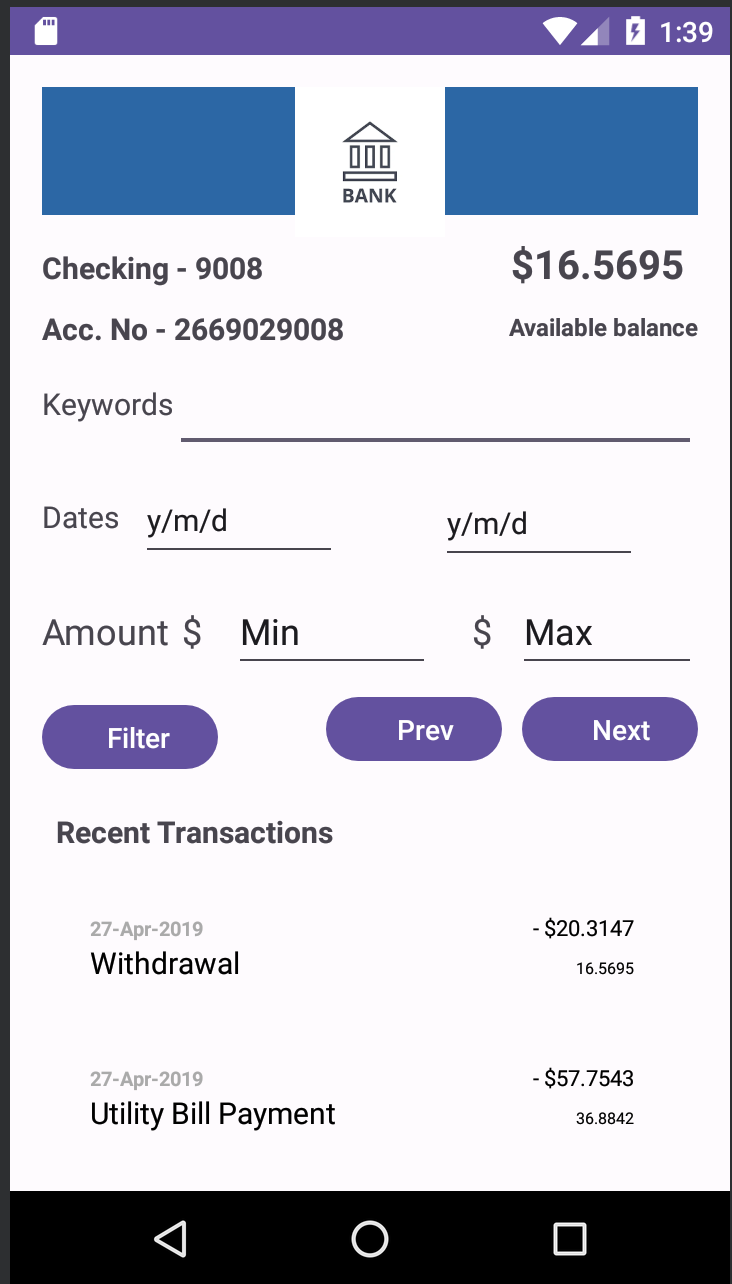 1:39
BANK
Checking - 9008 $16.5695
Acc. No - 2669029008 Available balance
Keywords
Dates y/m/d y/m/d
Amount $ Min $ Max
Filter Prev Next
Recent Transactions
27-Apr-2019 - $20.3147
Withdrawal 16.5695
27-Apr-2019 - $57.7543
Utility Bill Payment 36.8842